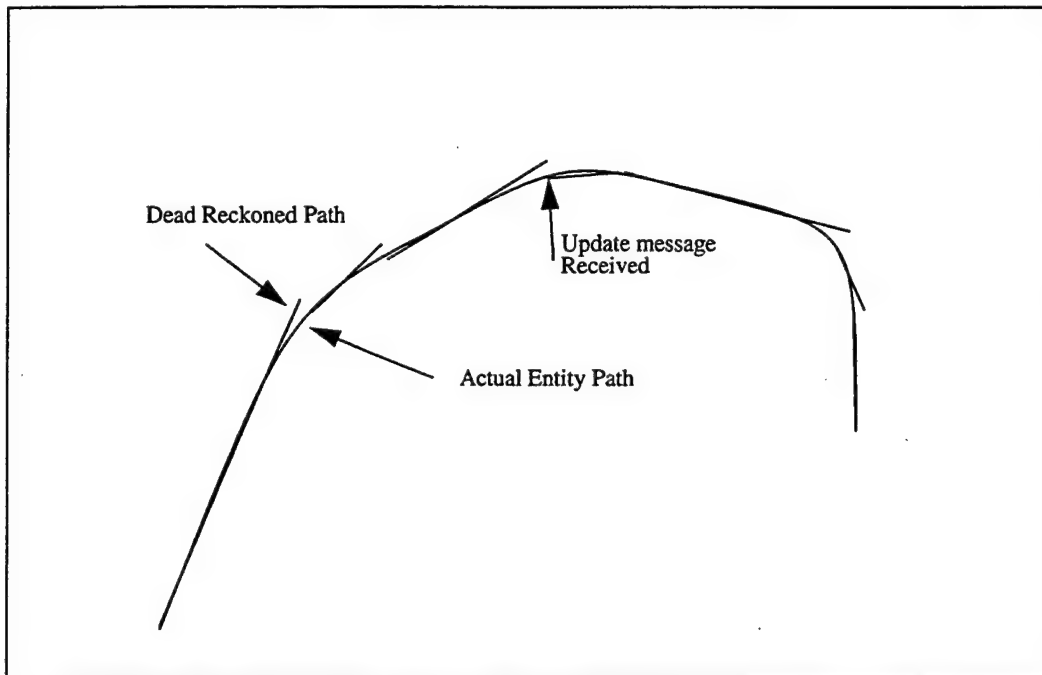 Dead Reckoned Path
Update message
Received
Actual Entity Path